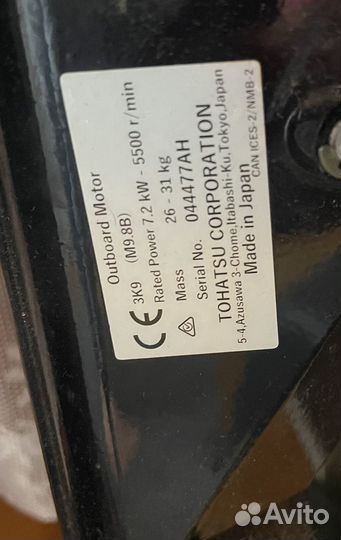 Outboard Motor
CE 3K9 (M9.8B)
Rated Power 7.2 kW - 5500 r/min
Mass 26 - 31 kg
Serial No. 044477AH
TOHATSU CORPORATION
5-4,Azusawa 3-Chome,Itabashi-Ku,Tokyo,Japan
Made in Japan
CAN ICES-2/NMB-2
Avito